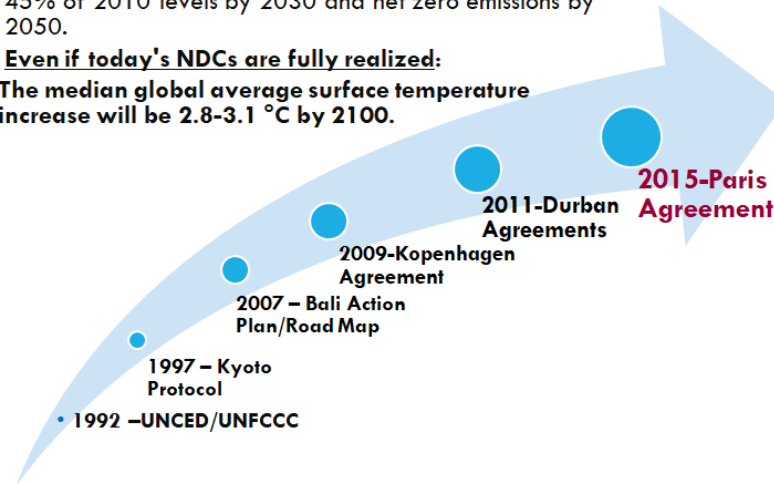 45% of 2010 levels by 2030 and net zero emissions by
2050.
Even if today's NDCs are fully realized:
The median global average surface temperature
increase will be 2.8-3.1 °C by 2100.
2015-Paris
Agreement
2011-Durban
Agreements
2009-Kopenhagen
Agreement
2007 – Bali Action
Plan/Road Map
1997 – Kyoto
Protocol
• 1992 –UNCED/UNFCCC